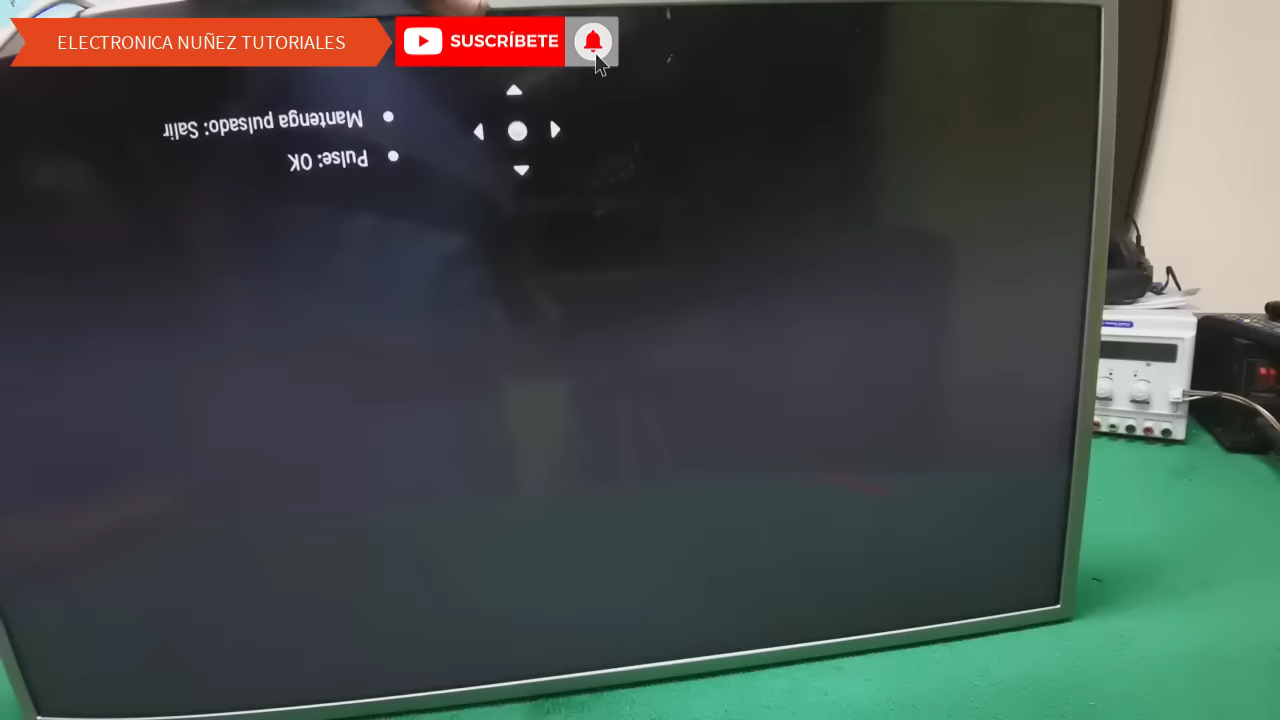 ELECTRONICA NUÑEZ TUTORIALES
SUSCRÍBETE
Pulse: OK
Mantenga pulsado: Salir